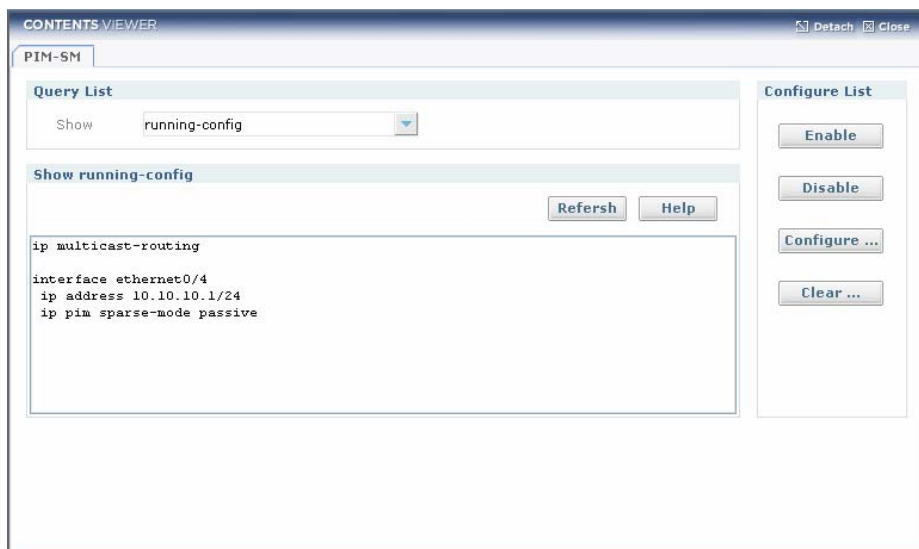 CONTENTS VIEWER
Detach Close
PIM-SM
Query List
Show running-config
Show running-config
Refersh Help
ip multicast-routing
interface ethernet0/4
ip address 10.10.10.1/24
ip pim sparse-mode passive
Configure List
Enable
Disable
Configure ...
Clear ...